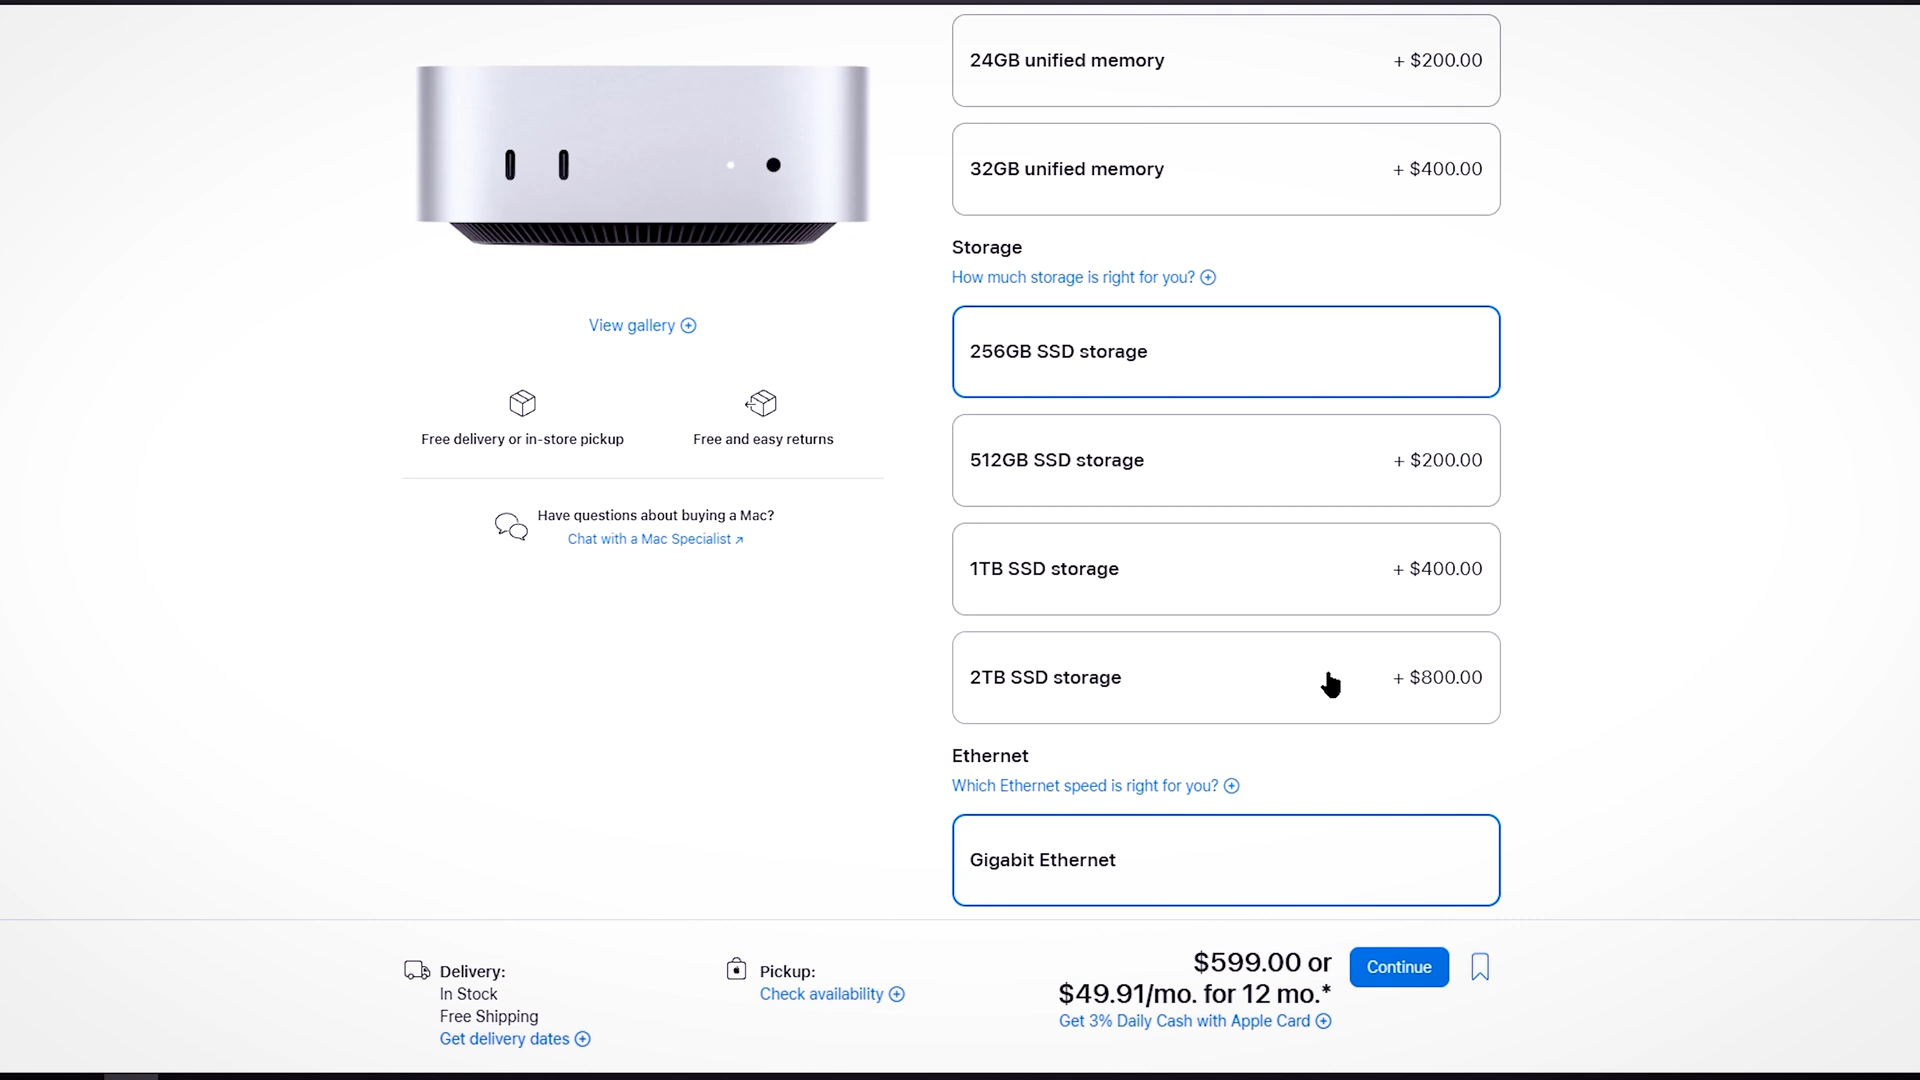 24GB unified memory + $200.00
32GB unified memory + $400.00
Storage
How much storage is right for you?
256GB SSD storage
512GB SSD storage + $200.00
1TB SSD storage + $400.00
2TB SSD storage + $800.00
Ethernet
Which Ethernet speed is right for you?
Gigabit Ethernet
View gallery
Free delivery or in-store pickup
Free and easy returns
Have questions about buying a Mac?
Chat with a Mac Specialist ↗
Delivery:
In Stock
Free Shipping
Get delivery dates
Pickup:
Check availability
$599.00 or
$49.91/mo. for 12 mo.*
Get 3% Daily Cash with Apple Card
Continue